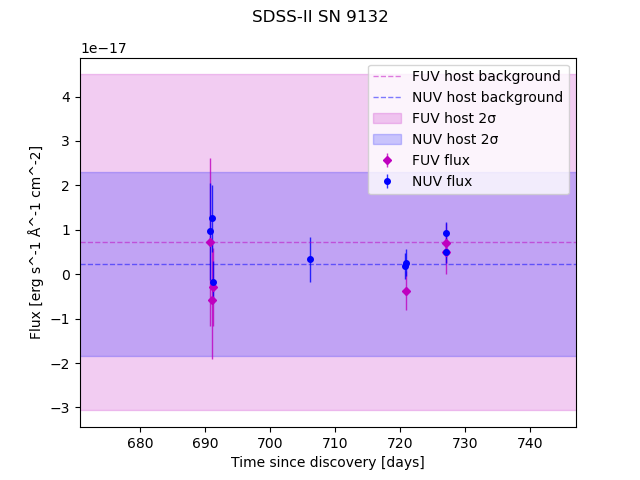 SDSS-II SN 9132
1e−17
FUV host background
NUV host background
FUV host 2σ
NUV host 2σ
FUV flux
NUV flux
4
3
2
1
0
−1
−2
−3
Flux [erg s^-1 Å^-1 cm^-2]
680 690 700 710 720 730 740
Time since discovery [days]